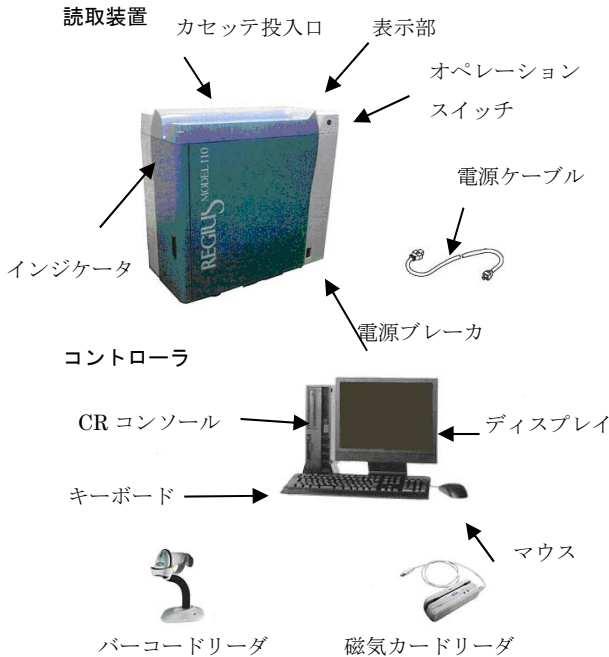 読取装置
カセッテ投入口
表示部
オペレーション
スイッチ
REGIUS MODEL 110
電源ケーブル
インジケータ
電源ブレーカ
コントローラ
CR コンソール
ディスプレイ
キーボード
マウス
バーコードリーダ
磁気カードリーダ